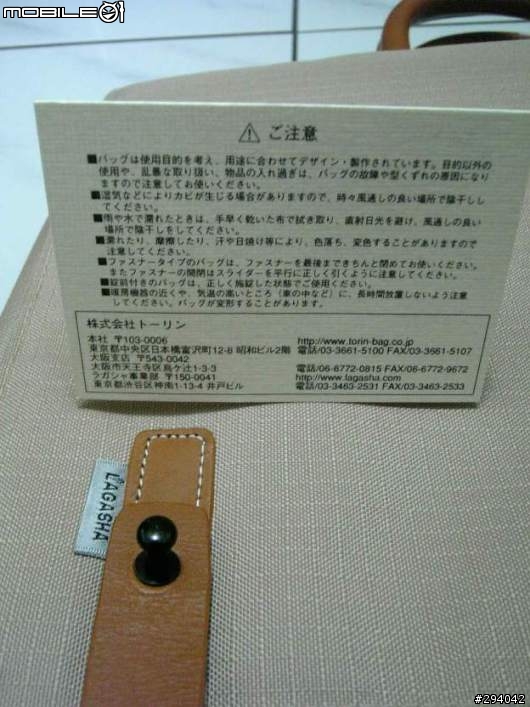 MOBILE01
⚠ ご注意
■バッグは使用目的を考え、用途に合わせてデザイン・製作されています。目的以外の
使用や、乱暴な取り扱い、物品の入れ過ぎは、バッグの故障や型くずれの原因になり
ますので注意してお使いください。
■湿気などによりカビが生じる場合がありますので、時々風通しの良い場所で陰干しし
てください。
■雨や水で濡れたときは、手早く乾いた布で拭き取り、直射日光を避け、風通しの良い
場所で陰干しをしてください。
■濡れたり、摩擦したり、汗や日焼け等により、色落ち、変色することがありますので
注意してください。
■ファスナータイプのバッグは、ファスナーを最後まできちんと閉めてお使いください。
またファスナーの開閉はスライダーを平行に正しく引くように注意してください。
■錠前付きのバッグは、正しく施錠した状態でご使用ください。
■暖房機器の近くや、気温の高いところ(車の中など)に、長時間放置しないよう注意
してください。バッグが変形することがあります。
株式会社トーリン
本社 〒103-0006 http://www.torin-bag.co.jp
東京都中央区日本橋富沢町12-8 昭和ビル2階 電話/03-3661-5100 FAX/03-3661-5107
大阪支店 〒543-0042
大阪市天王寺区烏ケ辻1-3-3 電話/06-6772-0815 FAX/06-6772-9672
ラガシャ事業部 〒150-0041 http://www.lagasha.com
東京都渋谷区神南1-13-4 井戸ビル 電話/03-3463-2531 FAX/03-3463-2533
LAGASHA
#294042